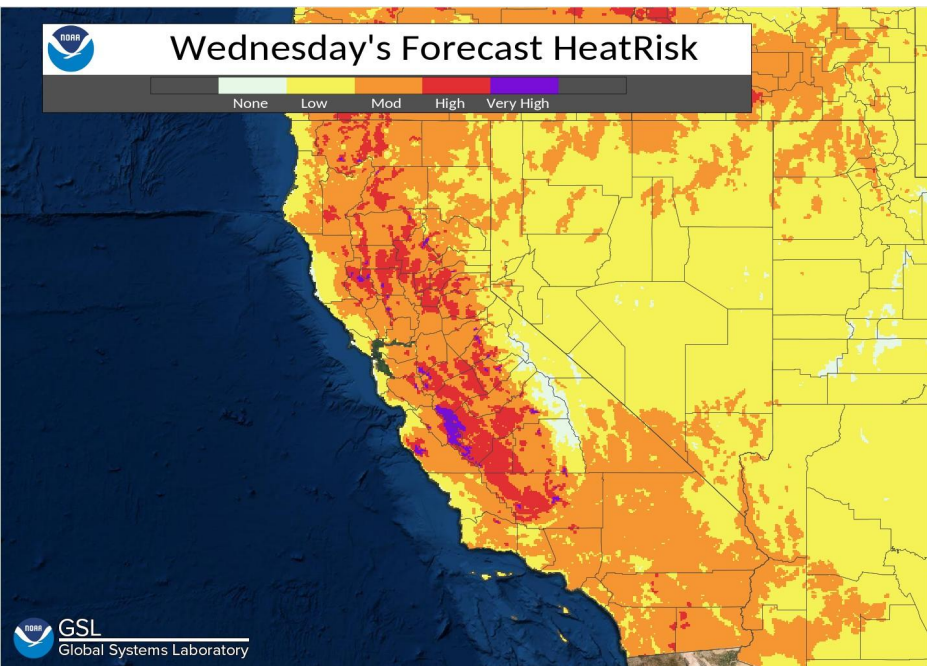 NOAA
Wednesday's Forecast HeatRisk
None Low Mod High Very High
NOAA
GSL
Global Systems Laboratory